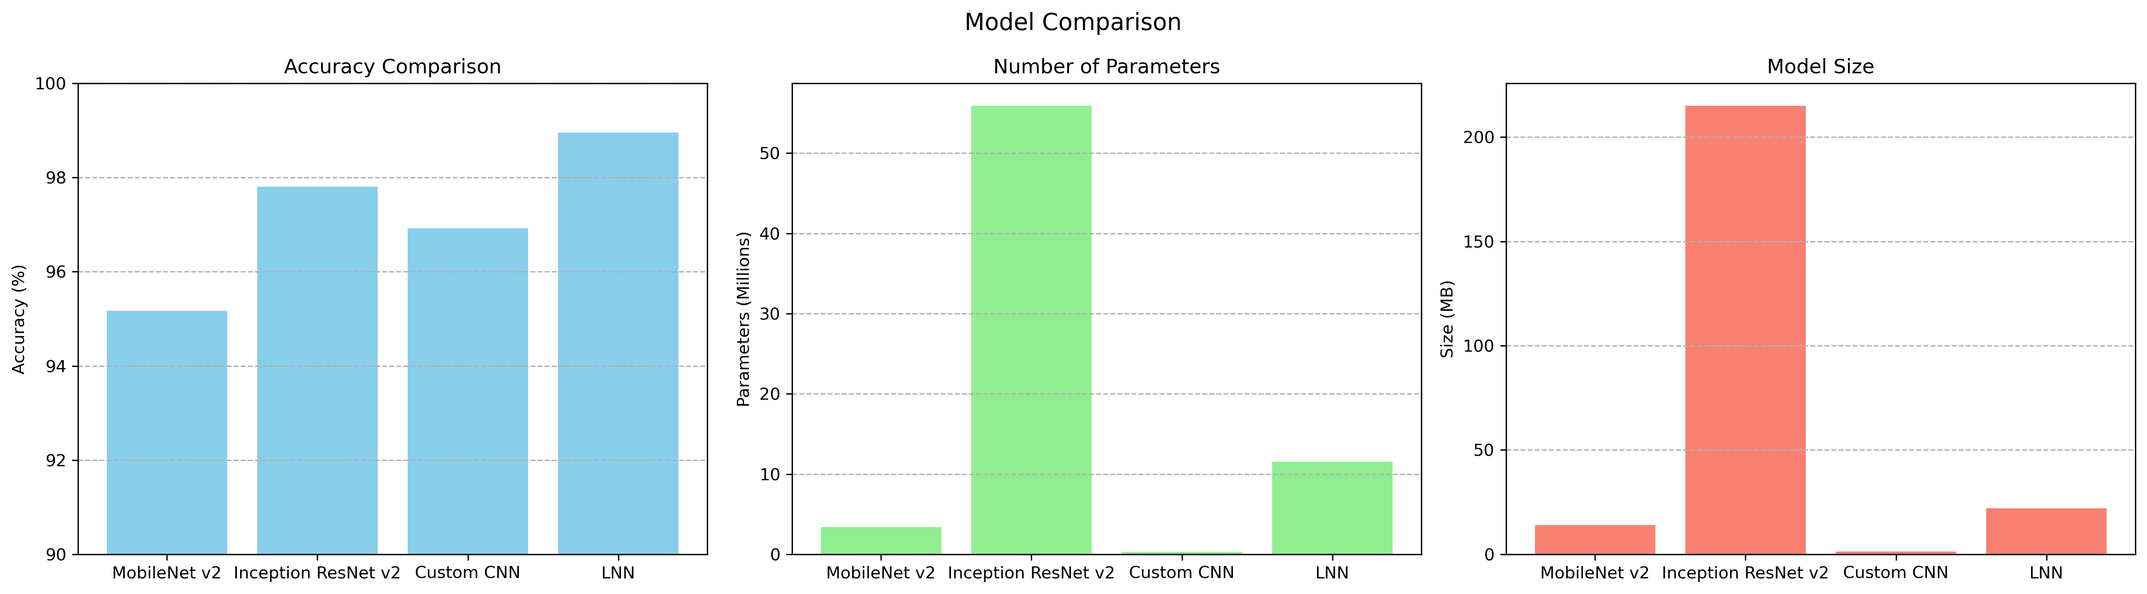 Model Comparison
Accuracy Comparison
Accuracy (%)
100
98
96
94
92
90
MobileNet v2
Inception ResNet v2
Custom CNN
LNN
Number of Parameters
Parameters (Millions)
50
40
30
20
10
0
MobileNet v2
Inception ResNet v2
Custom CNN
LNN
Model Size
Size (MB)
200
150
100
50
0
MobileNet v2
Inception ResNet v2
Custom CNN
LNN